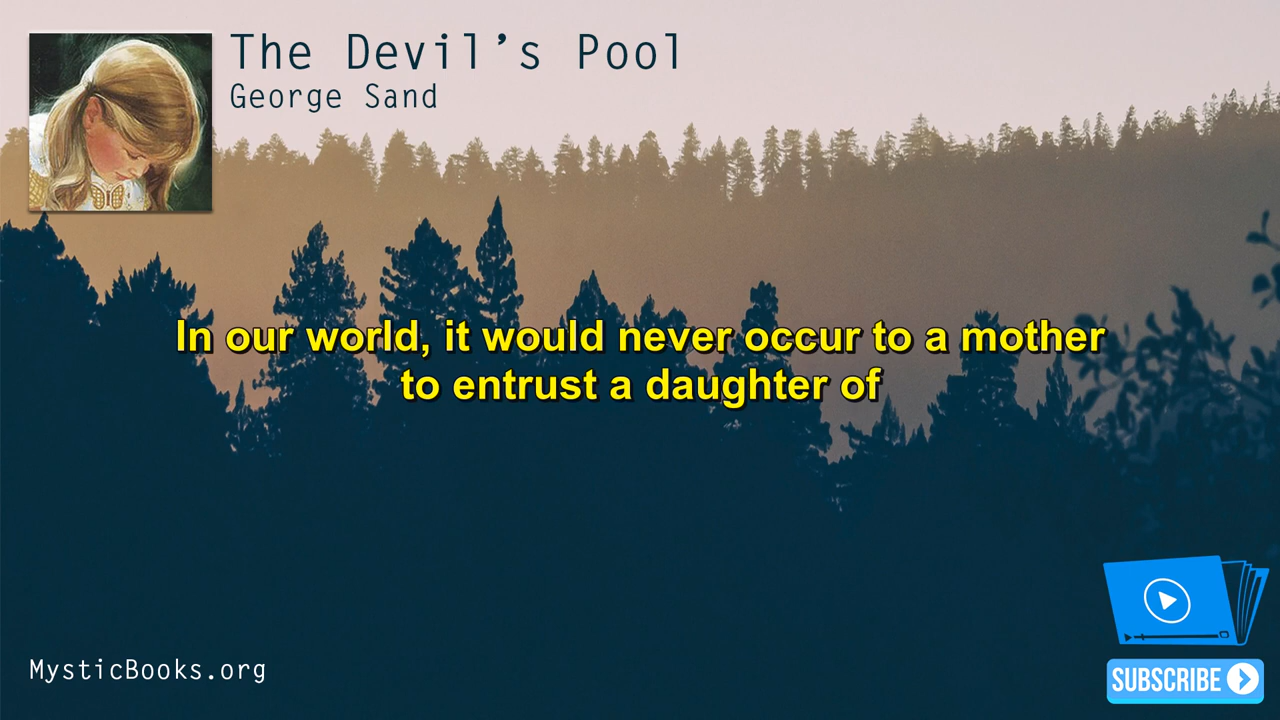 The Devil's Pool
George Sand
In our world, it would never occur to a mother
to entrust a daughter of
MysticBooks.org
SUBSCRIBE